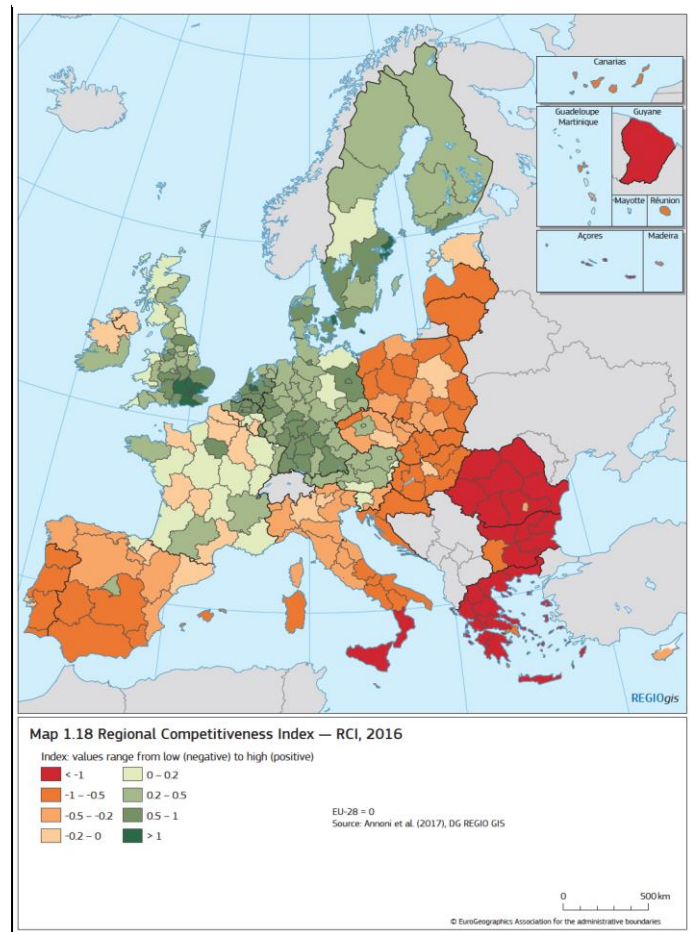 Canarias
Guadeloupe
Martinique
Guyane
Mayotte
Réunion
Açores
Madeira
REGIOgis
Map 1.18 Regional Competitiveness Index — RCI, 2016
Index: values range from low (negative) to high (positive)
< -1
0 – 0.2
-1 – -0.5
0.2 – 0.5
-0.5 – -0.2
0.5 – 1
-0.2 – 0
> 1
EU-28 = 0
Source: Annoni et al. (2017), DG REGIO GIS
0 500 km
© EuroGeographics Association for the administrative boundaries